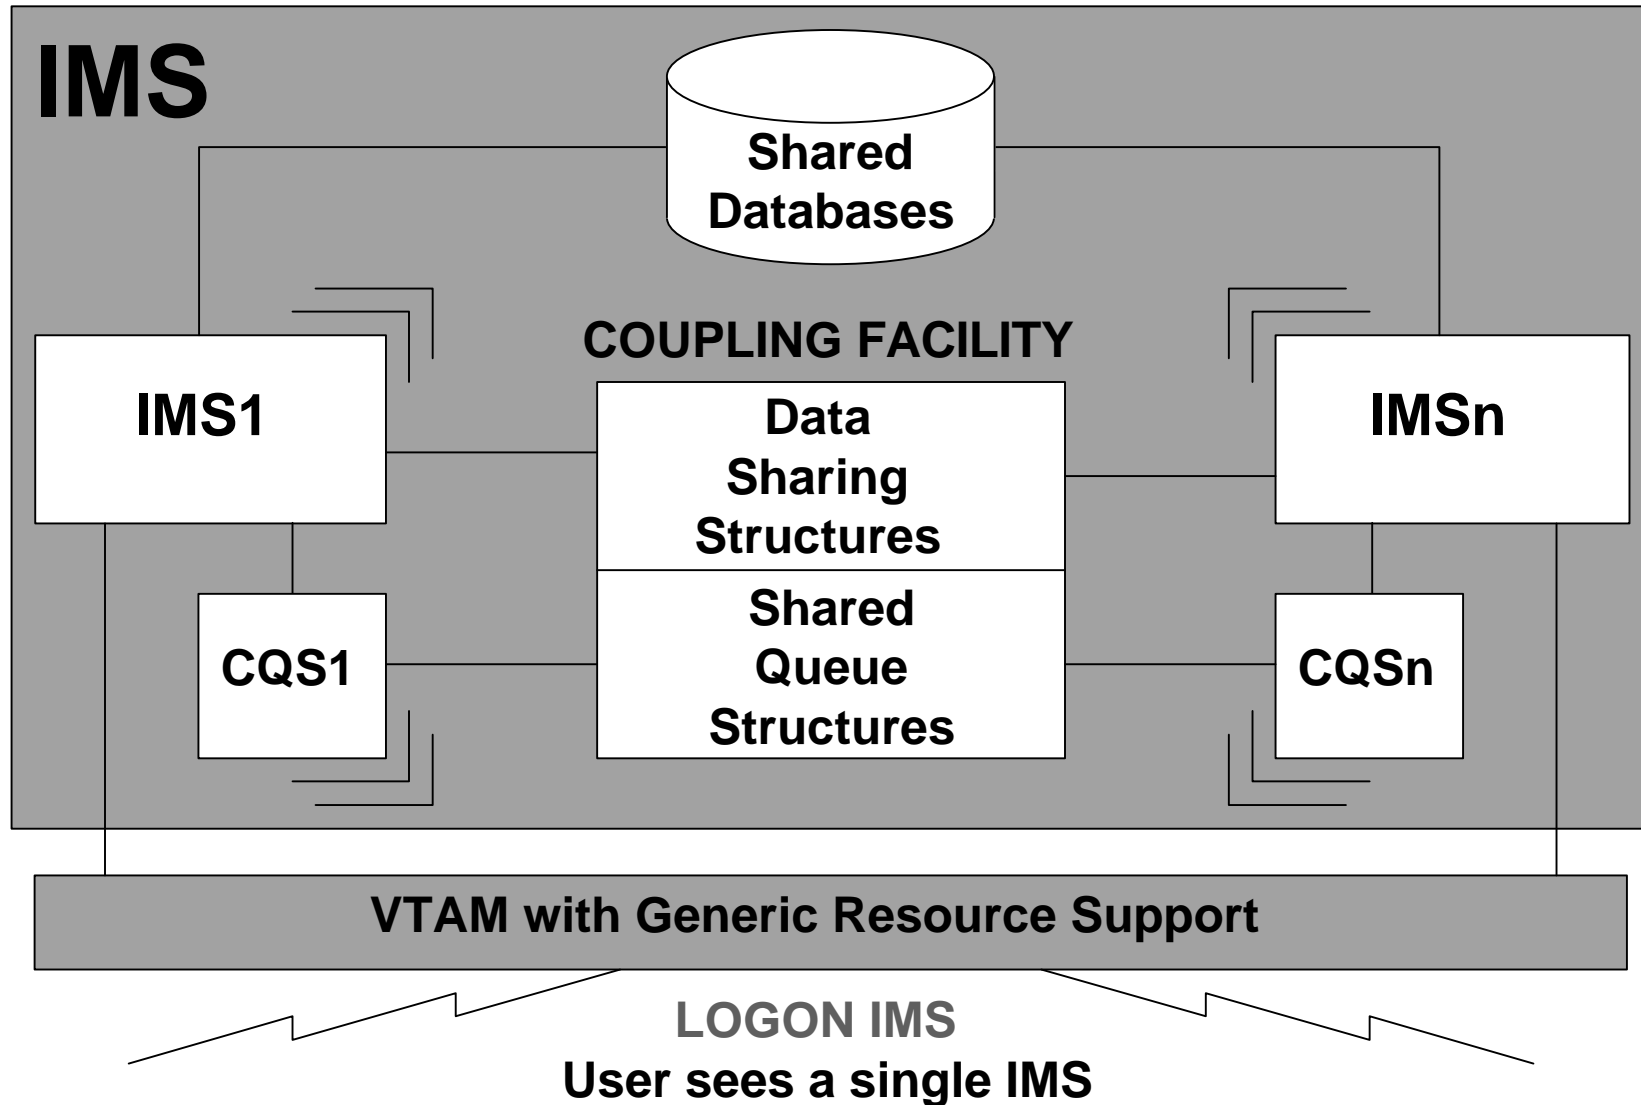 IMS
Shared
Databases
COUPLING FACILITY
IMS1
Data
Sharing
Structures
IMSn
CQS1
Shared
Queue
Structures
CQSn
VTAM with Generic Resource Support
LOGON IMS
User sees a single IMS